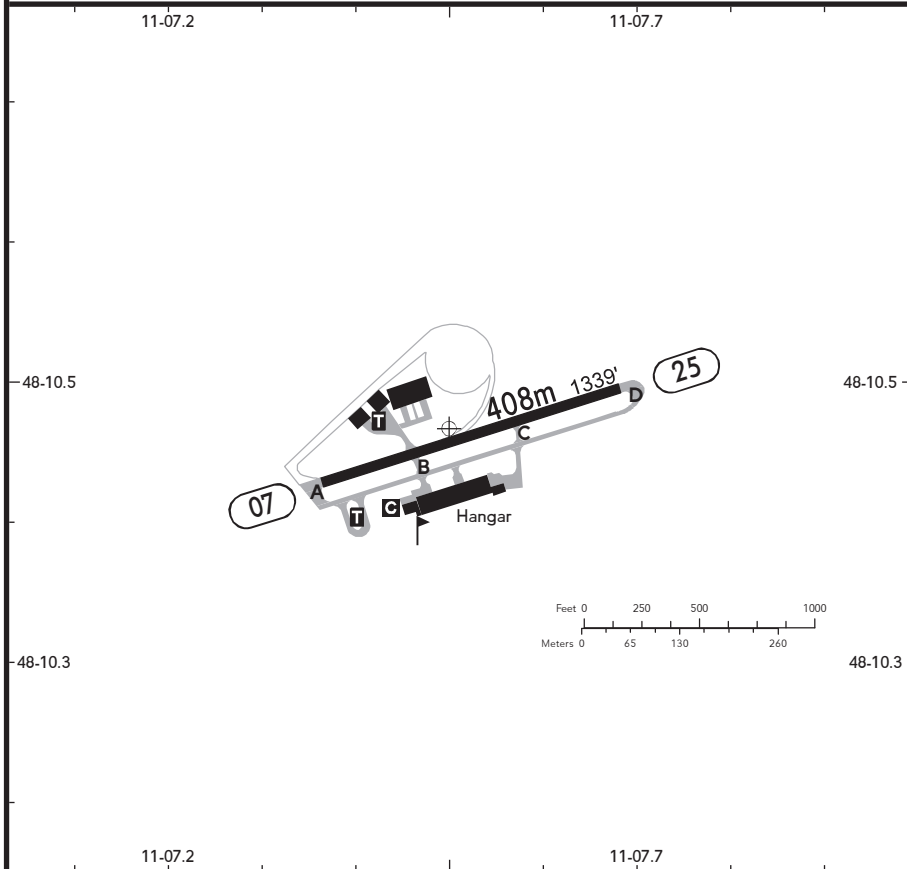 11-07.2 11-07.7
25
1339'
408m
48-10.5 48-10.5
T
D
C
B
A
07
C
T
Hangar
Feet 0 250 500 1000
Meters 0 65 130 260
48-10.3 48-10.3
11-07.2 11-07.7